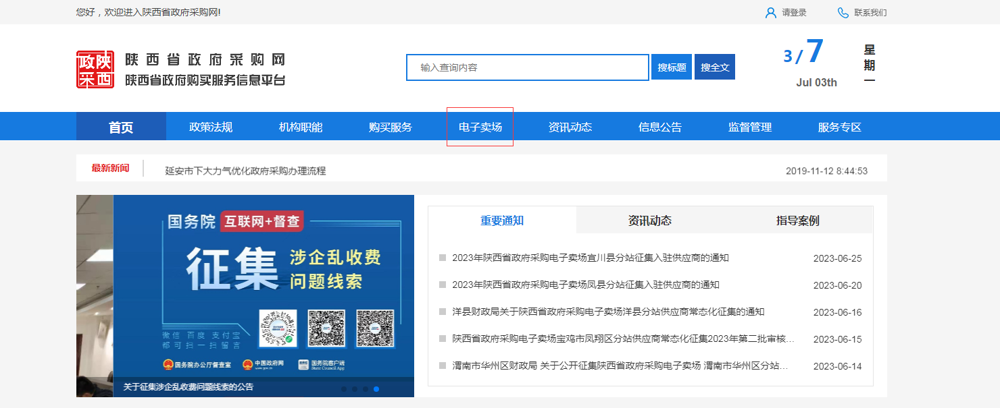 您好，欢迎进入陕西省政府采购网!
请登录
联系我们
政陕
采西
陕西省政府采购网
陕西省政府购买服务信息平台
输入查询内容
搜标题
搜全文
3/7
Jul 03th
星期一
首页
政策法规
机构职能
购买服务
电子卖场
资讯动态
信息公告
监督管理
服务专区
最新新闻
延安市下大力气优化政府采购办理流程
2019-11-12 8:44:53
国务院 互联网+督查
征集
涉企乱收费
问题线索
微信 百度 支付宝
都可扫一扫留言
国务院办公厅督查室
中国政府网
www.gov.cn
国务院客户端
State Council App
关于征集涉企乱收费问题线索的公告
重要通知
资讯动态
指导案例
2023年陕西省政府采购电子卖场宜川县分站征集入驻供应商的通知 2023-06-25
2023年陕西省政府采购电子卖场凤县分站征集入驻供应商的通知 2023-06-20
洋县财政局关于陕西省政府采购电子卖场洋县分站供应商常态化征集的通知 2023-06-16
陕西省政府采购电子卖场宝鸡市凤翔区分站供应商常态化征集2023年第二批审核... 2023-06-15
渭南市华州区财政局 关于公开征集陕西省政府采购电子卖场 渭南市华州区分站... 2023-06-14